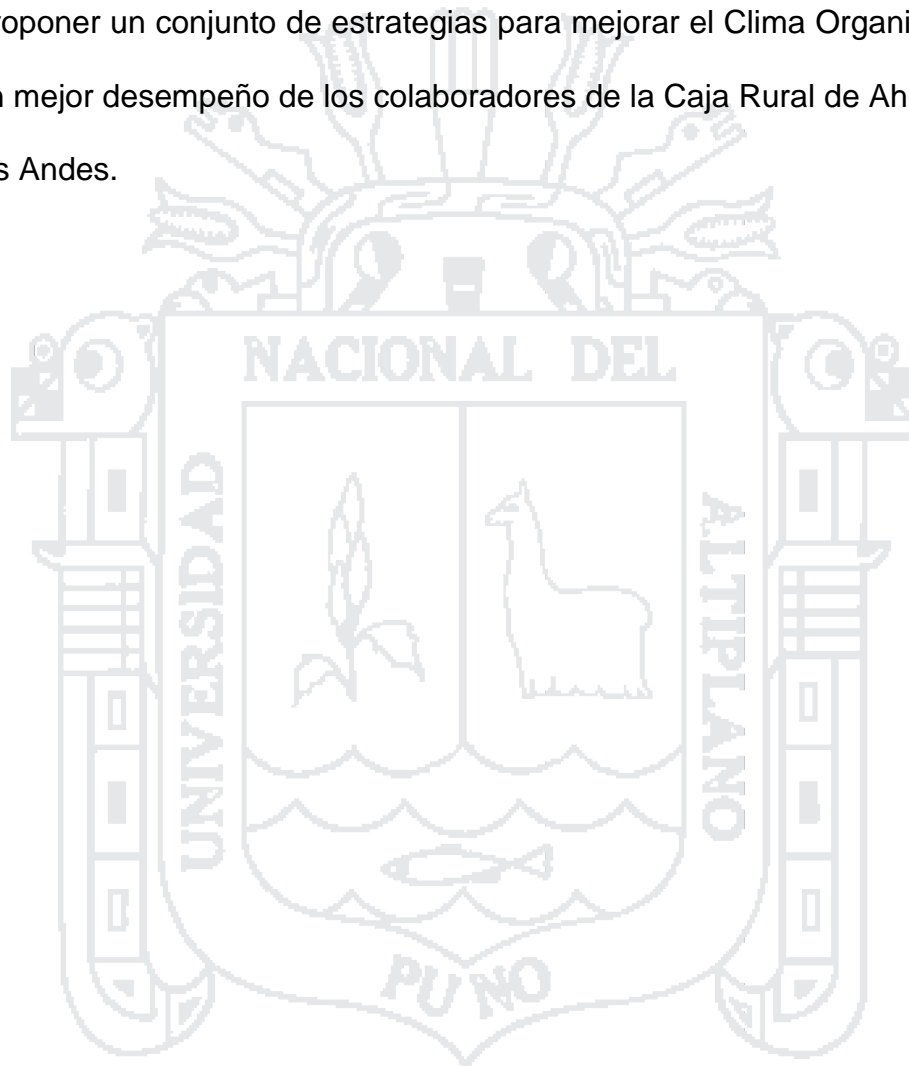 roponer un conjunto de estrategias para mejorar el Clima Organi
n mejor desempeño de los colaboradores de la Caja Rural de Ah
s Andes.
NACIONAL DEL
UNIVERSIDAD
ALTIPLANO
PUNO